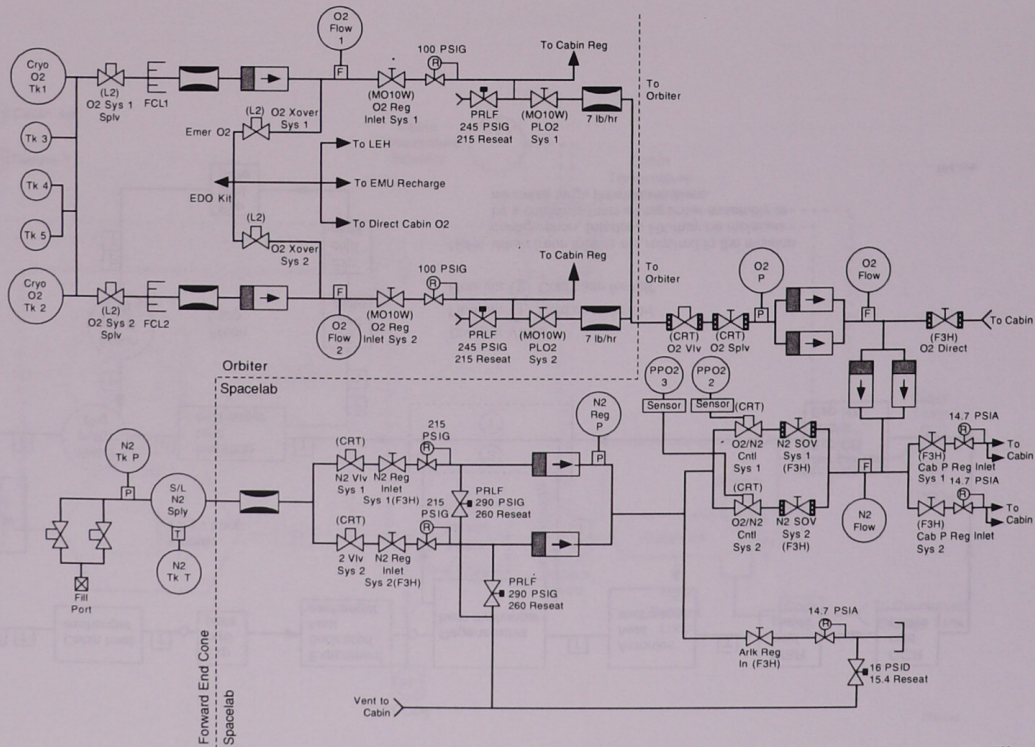 O2
Flow
1
Cryo
O2
Tk1
(L2)
O2 Sys 1
Splv
FCL1
F
100 PSIG
R
To Cabin Reg
(MO10W)
O2 Reg
Inlet Sys 1
PRLF
245 PSIG
215 Reseat
(MO10W)
PLO2
Sys 1
7 lb/hr
To
Orbiter
Tk 3
Tk 4
Tk 5
(L2)
O2 Xover
Sys 1
Emer O2
To LEH
To EMU Recharge
EDO Kit
To Direct Cabin O2
(L2)
O2 Xover
Sys 2
Cryo
O2
Tk 2
(L2)
O2 Sys 2
Splv
FCL2
F
O2
Flow
2
100 PSIG
R
To Cabin Reg
(MO10W)
O2 Reg
Inlet Sys 2
PRLF
245 PSIG
215 Reseat
(MO10W)
PLO2
Sys 2
7 lb/hr
To
Orbiter
O2
P
P
O2
Flow
F
(CRT)
O2 Vlv
(CRT)
O2 Splv
(F3H)
O2 Direct
To Cabin
Orbiter
Spacelab
PPO2
3
PPO2
2
Sensor
Sensor
(CRT)
O2/N2
Cntl
Sys 1
N2 SOV
Sys 1
(F3H)
(CRT)
O2/N2
Cntl
Sys 2
N2 SOV
Sys 2
(F3H)
F
N2
Flow
14.7 PSIA
R
To
Cabin
(F3H)
Cab P Reg Inlet
Sys 1
14.7 PSIA
R
To
Cabin
(F3H)
Cab P Reg Inlet
Sys 2
N2
Tk P
P
S/L
N2
Sply
T
N2
Tk T
Fill
Port
(CRT)
N2 Vlv
Sys 1
N2 Reg
Inlet
Sys 1(F3H)
215
PSIG
R
PRLF
290 PSIG
260 Reseat
N2
Reg
P
P
(CRT)
2 Vlv
Sys 2
N2 Reg
Inlet
Sys 2(F3H)
215
PSIG
R
PRLF
290 PSIG
260 Reseat
14.7 PSIA
R
Arlk Reg
In (F3H)
16 PSID
15.4 Reseat
Vent to
Cabin
Forward End Cone
Spacelab